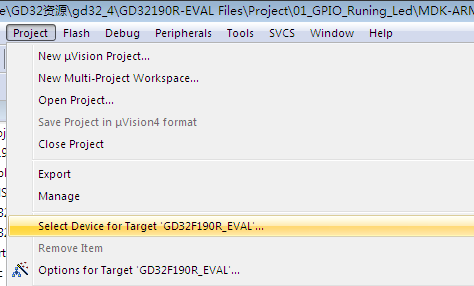 e\GD32资源\gd32_4\GD32190R-EVAL Files\Project\01_GPIO_Runing_Led\MDK-ARM
Project Flash Debug Peripherals Tools SVCS Window Help
New µVision Project...
New Multi-Project Workspace...
Open Project...
Save Project in µVision4 format
Close Project
Export
Manage
Select Device for Target 'GD32F190R_EVAL'...
Remove Item
Options for Target 'GD32F190R_EVAL'...